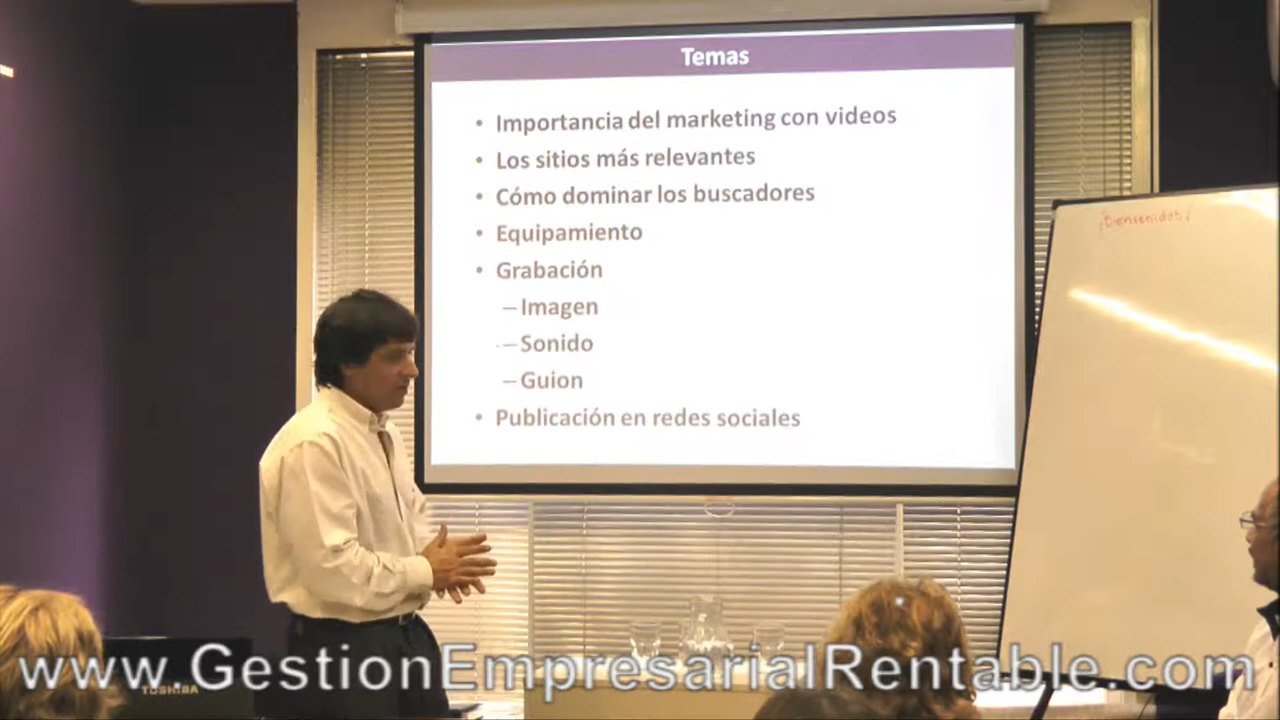 Temas
• Importancia del marketing con videos
• Los sitios más relevantes
• Cómo dominar los buscadores
• Equipamiento
• Grabación
– Imagen
– Sonido
– Guion
• Publicación en redes sociales
¡Bienvenidos!
TOSHIBA
www.GestionEmpresarialRentable.com